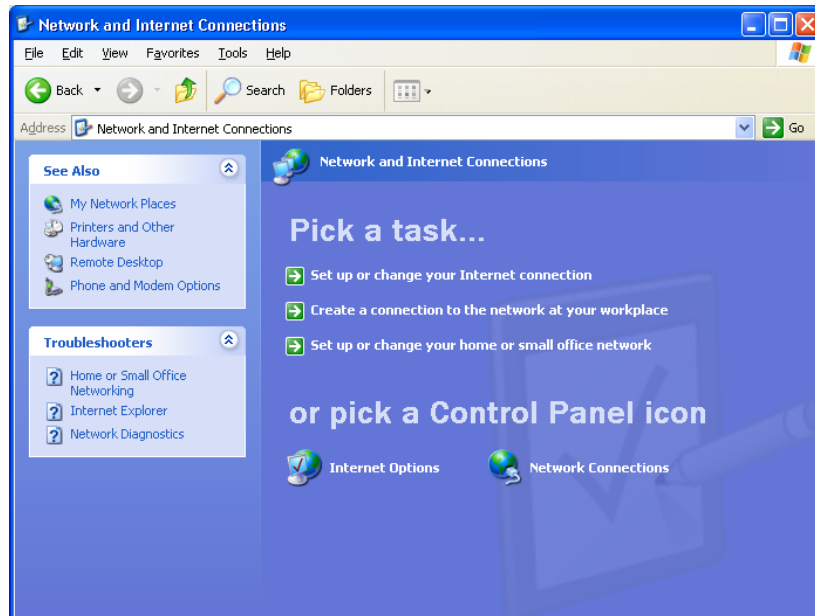 Network and Internet Connections
File Edit View Favorites Tools Help
Back Search Folders
Address Network and Internet Connections Go
See Also
My Network Places
Printers and Other
Hardware
Remote Desktop
Phone and Modem Options
Troubleshooters
Home or Small Office
Networking
Internet Explorer
Network Diagnostics
Network and Internet Connections
Pick a task...
Set up or change your Internet connection
Create a connection to the network at your workplace
Set up or change your home or small office network
or pick a Control Panel icon
Internet Options Network Connections